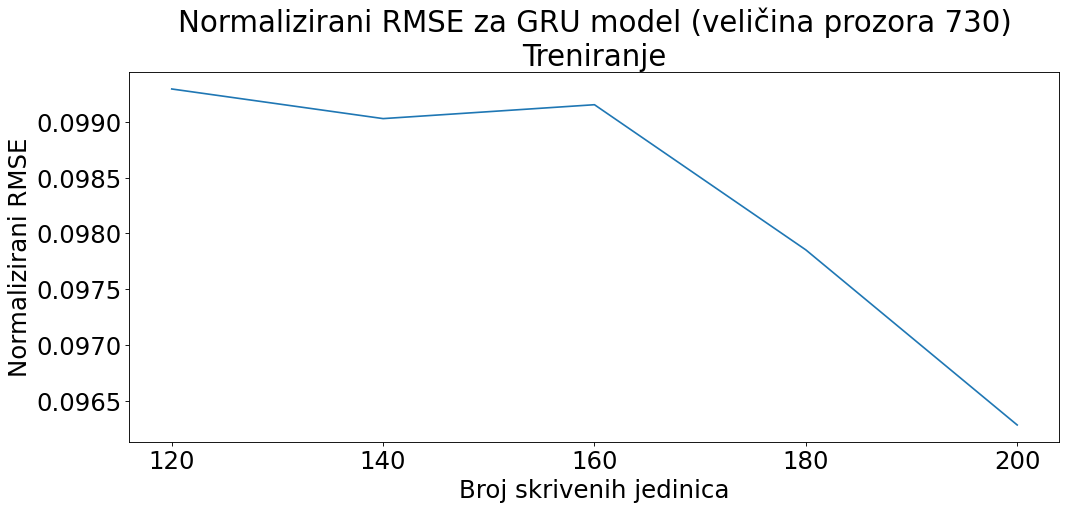 Normalizirani RMSE za GRU model (veličina prozora 730)
Treniranje
Normalizirani RMSE
0.0990
0.0985
0.0980
0.0975
0.0970
0.0965
120 140 160 180 200
Broj skrivenih jedinica